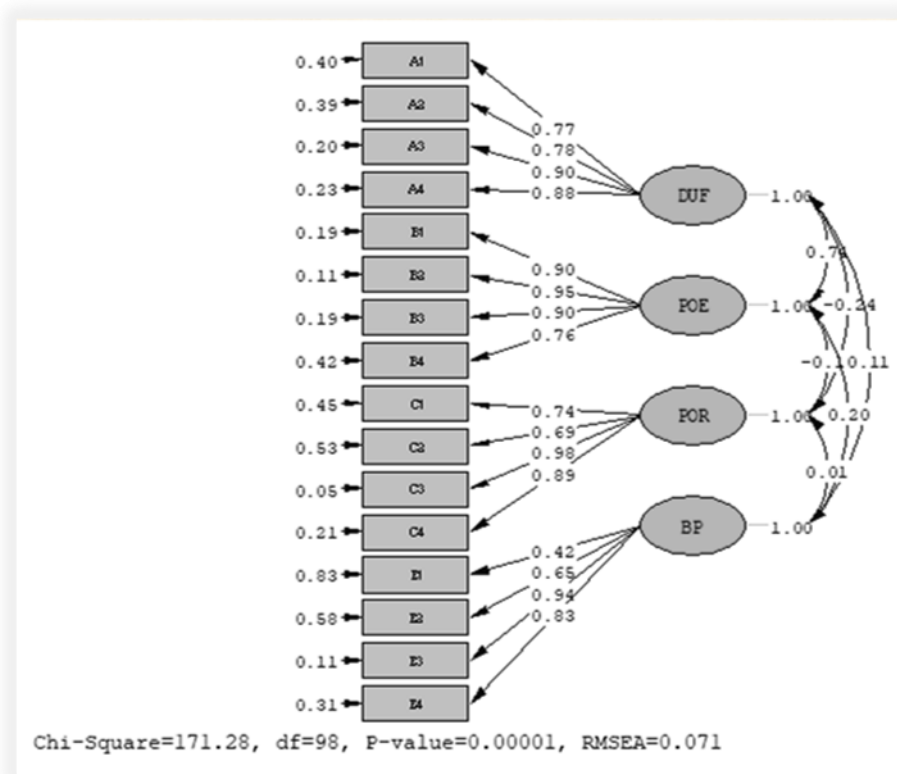 0.40 A1
0.77
0.39 A2
0.78
0.20 A3
0.90
0.23 A4
0.88
DUF 1.00
0.19 B1
0.90
0.11 B2
0.95
0.19 B3
0.90
0.42 B4
0.76
POE 1.00
-0.24
0.11
0.45 C1
0.74
0.53 C2
0.69
0.05 C3
0.98
0.21 C4
0.89
POR 1.00
0.20
0.01
0.83 E1
0.42
0.58 E2
0.65
0.11 E3
0.94
0.31 E4
0.83
BP 1.00
Chi-Square=171.28, df=98, P-value=0.00001, RMSEA=0.071